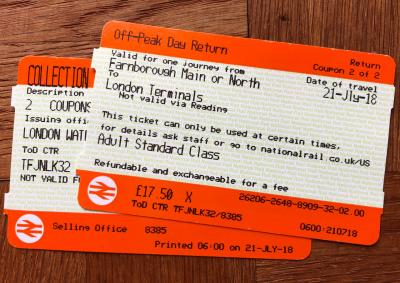 Off-Peak Day Return
Valid for one journey from
Farnborough Main or North
To
London Terminals
Not valid via Reading
Return
Coupon 2 of 2
Date of travel
21-Jly-18
This ticket can only be used at certain times,
for details ask staff or go to nationalrail.co.uk/US
Adult Standard Class
Refundable and exchangeable for a fee
£17.50 X
26206-2648-8909-32-02.00
ToD CTR TFJNLK32/8385
0600:210718
COLLECTION
Description
2 COUPONS
Issuing offi
LONDON WAT
ToD CTR
TFJNLK32
NOT VALID F
Selling Office 8385
Printed 06:00 on 21-JLY-18